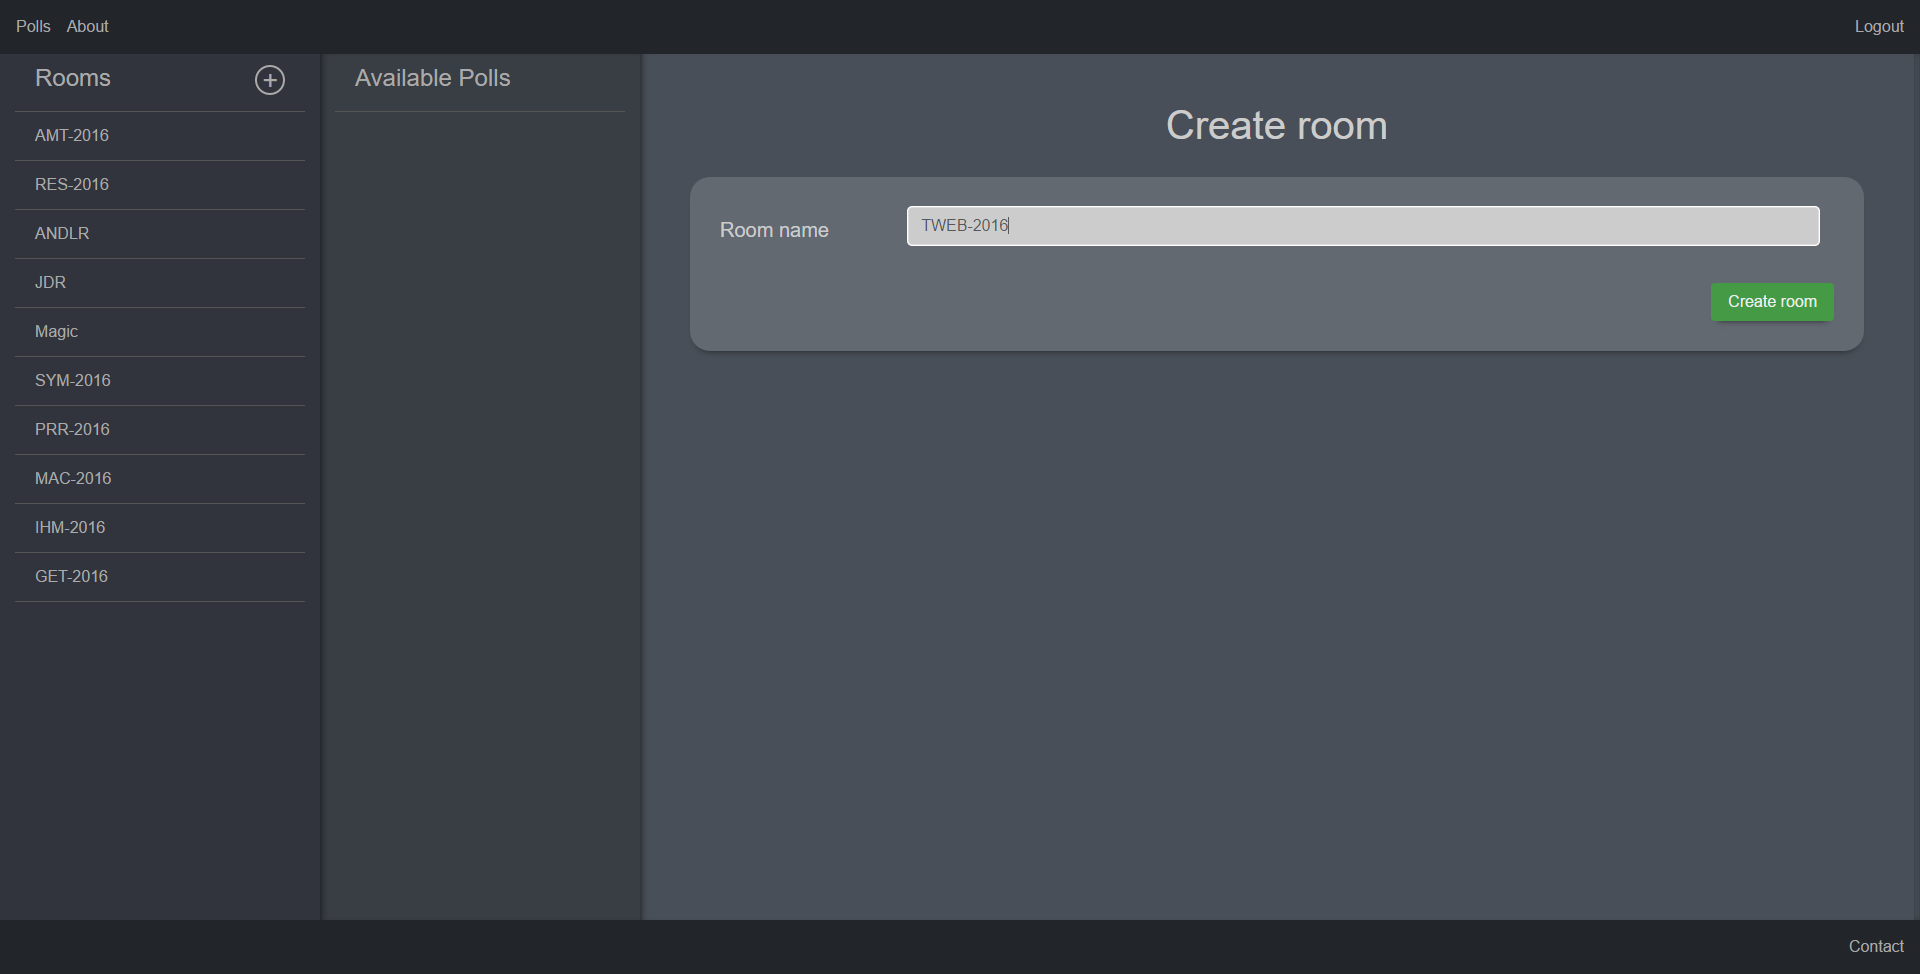 Polls About Logout
Rooms
AMT-2016
RES-2016
ANDLR
JDR
Magic
SYM-2016
PRR-2016
MAC-2016
IHM-2016
GET-2016
Available Polls
Create room
Room name TWEB-2016
Create room
Contact